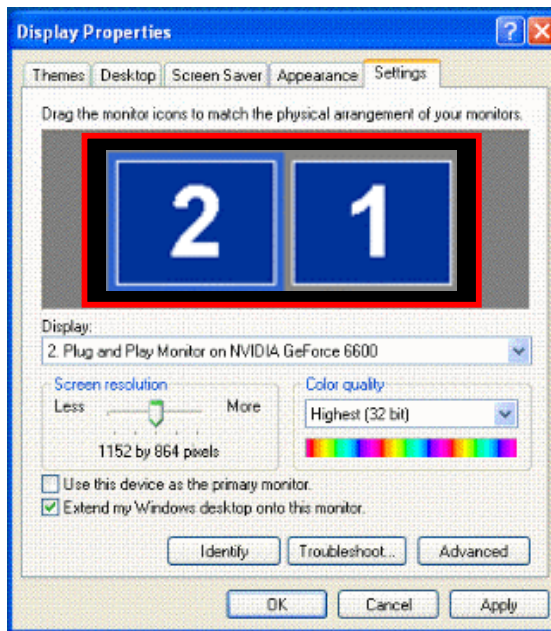 Display Properties
Themes Desktop Screen Saver Appearance Settings
Drag the monitor icons to match the physical arrangement of your monitors.
2 1
Display:
2. Plug and Play Monitor on NVIDIA GeForce 6600
Screen resolution Color quality
Less More Highest (32 bit)
1152 by 864 pixels
Use this device as the primary monitor.
Extend my Windows desktop onto this monitor.
Identify Troubleshoot... Advanced
OK Cancel Apply